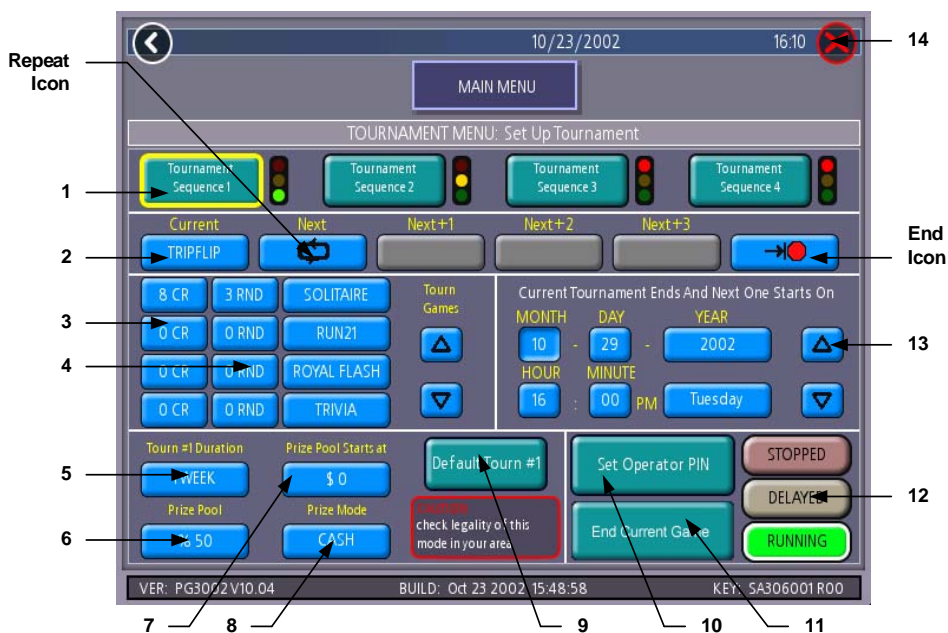 10/23/2002 16:10 14
Repeat
Icon
MAIN MENU
TOURNAMENT MENU: Set Up Tournament
1
Tournament
Sequence 1
Tournament
Sequence 2
Tournament
Sequence 3
Tournament
Sequence 4
Current Next Next+1 Next+2 Next+3
2 TRIPFLIP
End
Icon
8 CR 3 RND SOLITAIRE
3 0 CR 0 RND RUN21
4 0 CR 0 RND ROYAL FLASH
0 CR 0 RND TRIVIA
Tourn
Games
Current Tournament Ends And Next One Starts On
MONTH DAY YEAR
10 - 29 - 2002 13
HOUR MINUTE
16 : 00 PM Tuesday
Tourn #1 Duration Prize Pool Starts at
5 1 WEEK $ 0
Prize Pool Prize Mode
6 % 50 CASH
Default Tourn #1
CAUTION:
check legality of this
mode in your area
Set Operator PIN
End Current Game
STOPPED
DELAYED 12
RUNNING
VER: PG3002 V10.04 BUILD: Oct 23 2002 15:48:58 KEY: SA306001 R00
7 8 9 10 11